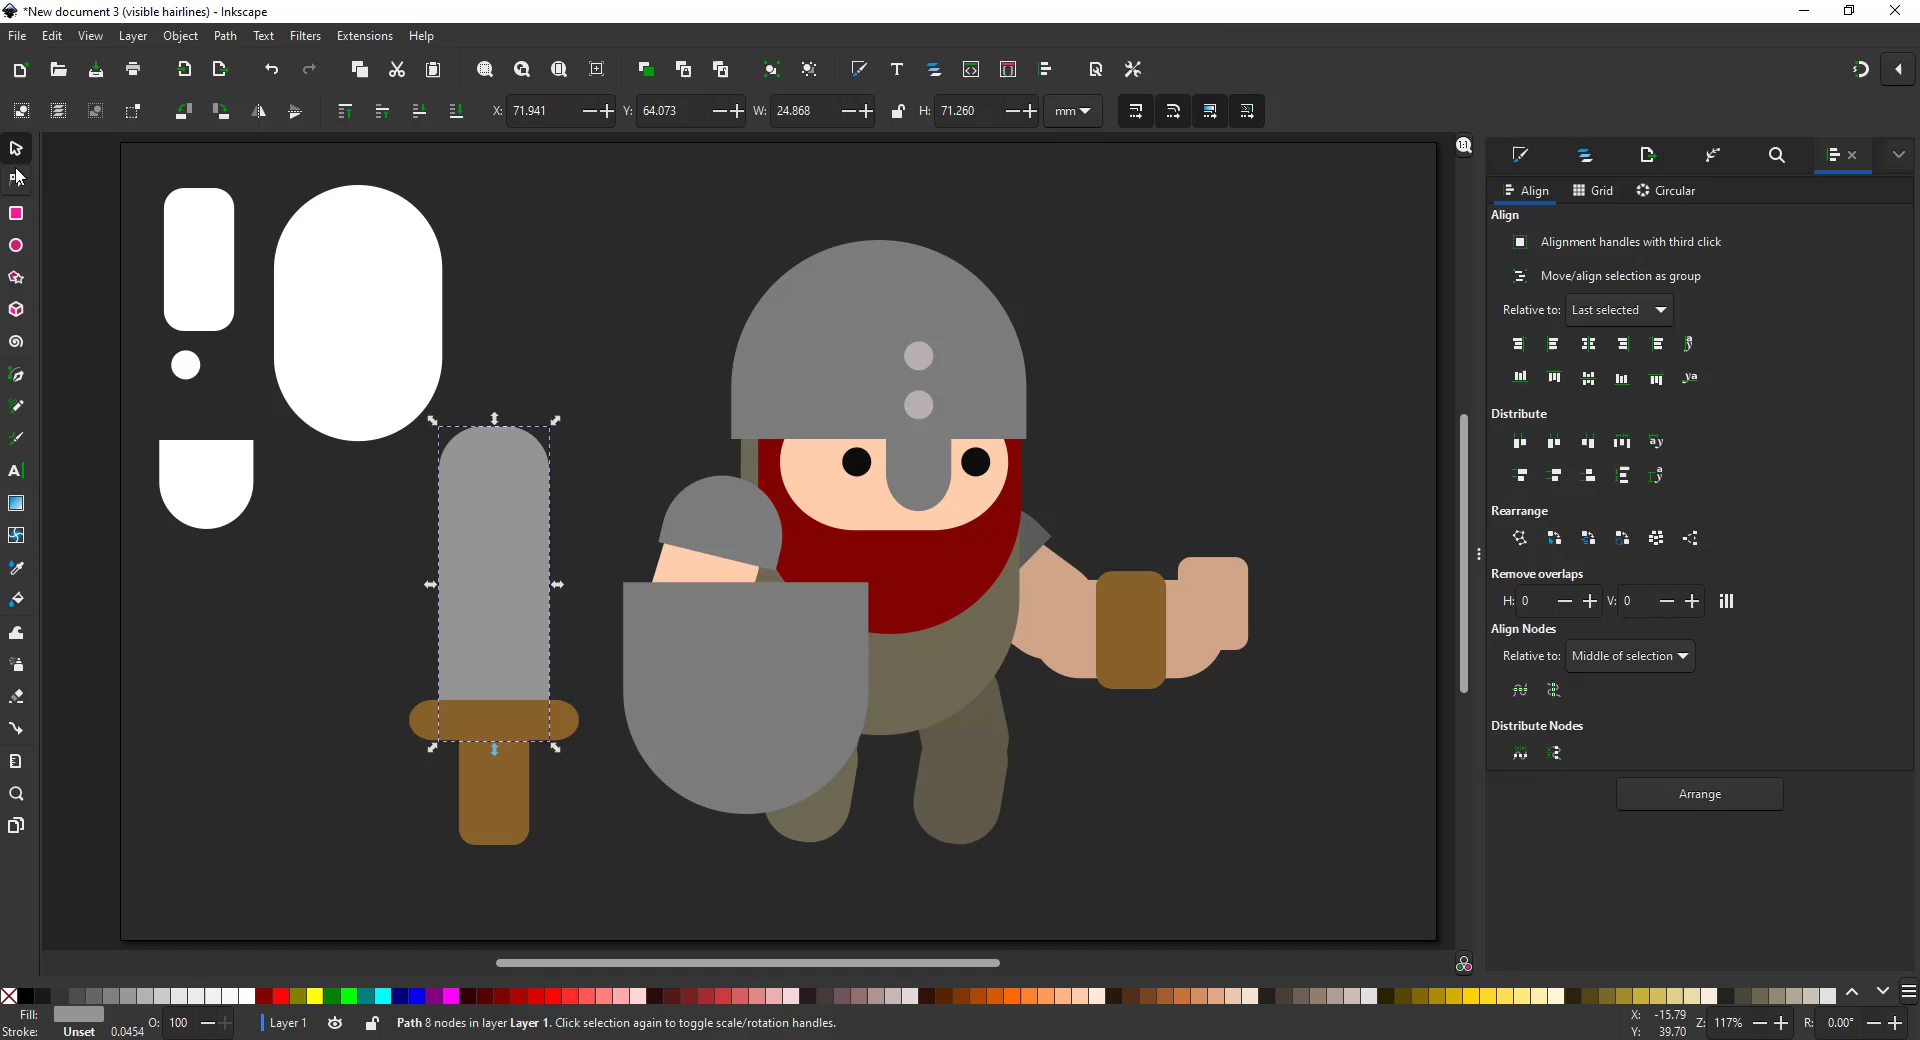 *New document 3 (visible hairlines) - Inkscape
File Edit View Layer Object Path Text Filters Extensions Help
X: 71.941 Y: 64.073 W: 24.868 H: 71.260 mm
Align Grid Circular
Align
Alignment handles with third click
Move/align selection as group
Relative to: Last selected
Distribute
Rearrange
Remove overlaps
H: 0 V: 0
Align Nodes
Relative to: Middle of selection
Distribute Nodes
Arrange
Fill:
Stroke: Unset 0.0454 O: 100 Layer 1 Path 8 nodes in layer Layer 1. Click selection again to toggle scale/rotation handles.
X: -15.79
Y: 39.70
Z: 117% R: 0.00°